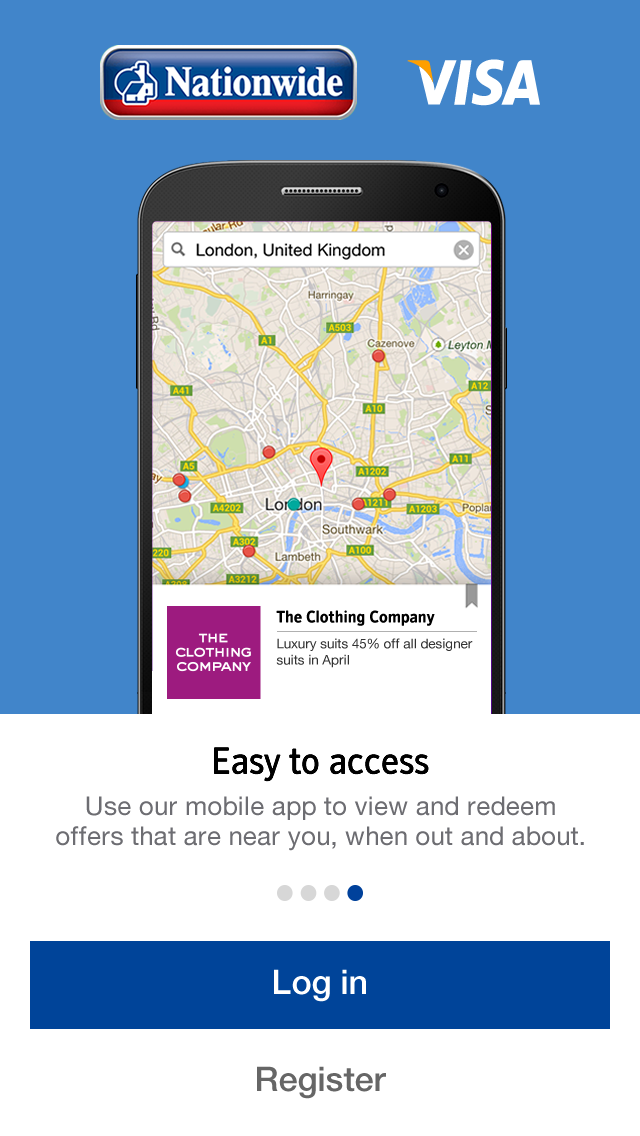 Nationwide
VISA
London, United Kingdom
Harringay
A503
A1
Cazenove
Leyton
A12
A41
A10
A5
A11
A1202
A4202
London
A1211
A1203
Poplar
Southwark
A302
A100
Lambeth
220
A3212
A208
THE
CLOTHING
COMPANY
The Clothing Company
Luxury suits 45% off all designer
suits in April
Easy to access
Use our mobile app to view and redeem
offers that are near you, when out and about.
Log in
Register